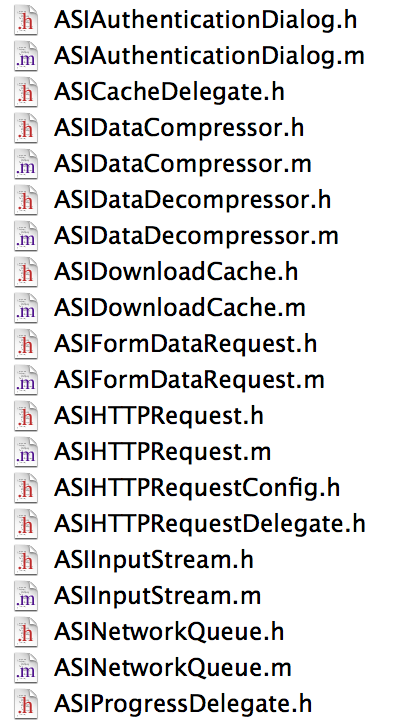 .h ASIAuthenticationDialog.h
.m ASIAuthenticationDialog.m
.h ASICacheDelegate.h
.h ASIDataCompressor.h
.m ASIDataCompressor.m
.h ASIDataDecompressor.h
.m ASIDataDecompressor.m
.h ASIDownloadCache.h
.m ASIDownloadCache.m
.h ASIFormDataRequest.h
.m ASIFormDataRequest.m
.h ASIHTTPRequest.h
.m ASIHTTPRequest.m
.h ASIHTTPRequestConfig.h
.h ASIHTTPRequestDelegate.h
.h ASIInputStream.h
.m ASIInputStream.m
.h ASINetworkQueue.h
.m ASINetworkQueue.m
.h ASIProgressDelegate.h